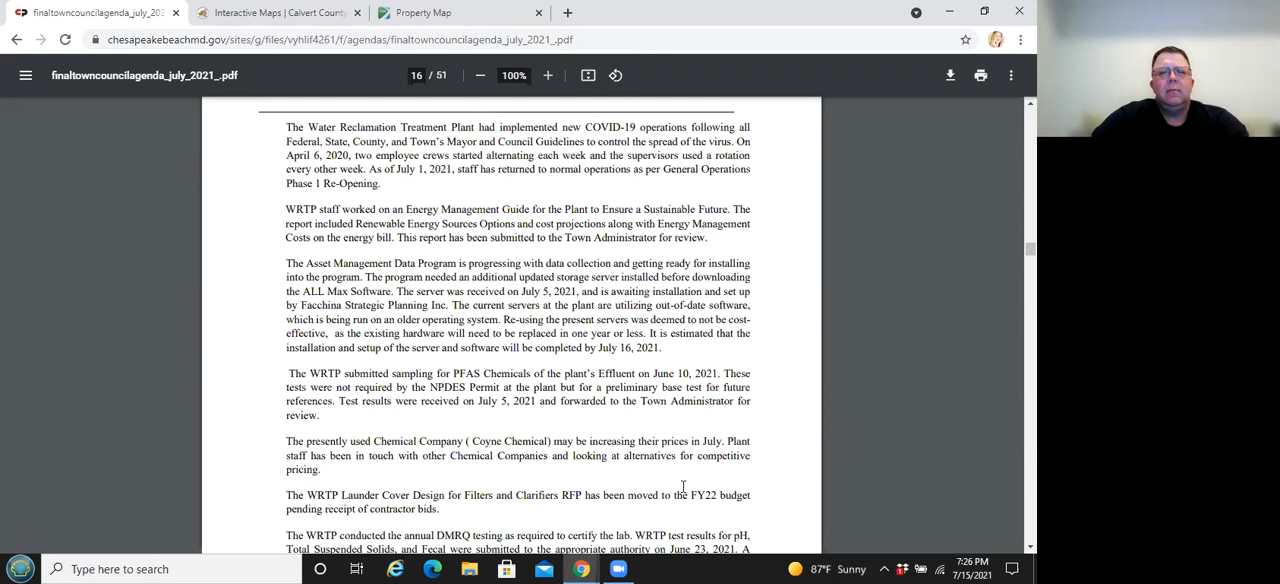 finaltowncouncilagenda_july_202
Interactive Maps | Calvert County
Property Map
chesapeakebeachmd.gov/sites/g/files/vyhlif4261/f/agendas/finaltowncouncilagenda_july_2021_.pdf
finaltowncouncilagenda_july_2021_.pdf
16 / 51
100%
The Water Reclamation Treatment Plant had implemented new COVID-19 operations following all
Federal, State, County, and Town's Mayor and Council Guidelines to control the spread of the virus. On
April 6, 2020, two employee crews started alternating each week and the supervisors used a rotation
every other week. As of July 1, 2021, staff has returned to normal operations as per General Operations
Phase 1 Re-Opening.
WRTP staff worked on an Energy Management Guide for the Plant to Ensure a Sustainable Future. The
report included Renewable Energy Sources Options and cost projections along with Energy Management
Costs on the energy bill. This report has been submitted to the Town Administrator for review.
The Asset Management Data Program is progressing with data collection and getting ready for installing
into the program. The program needed an additional updated storage server installed before downloading
the ALL Max Software. The server was received on July 5, 2021, and is awaiting installation and set up
by Facchina Strategic Planning Inc. The current servers at the plant are utilizing out-of-date software,
which is being run on an older operating system. Re-using the present servers was deemed to not be cost-
effective, as the existing hardware will need to be replaced in one year or less. It is estimated that the
installation and setup of the server and software will be completed by July 16, 2021.
The WRTP submitted sampling for PFAS Chemicals of the plant's Effluent on June 10, 2021. These
tests were not required by the NPDES Permit at the plant but for a preliminary base test for future
references. Test results were received on July 5, 2021 and forwarded to the Town Administrator for
review.
The presently used Chemical Company ( Coyne Chemical) may be increasing their prices in July. Plant
staff has been in touch with other Chemical Companies and looking at alternatives for competitive
pricing.
The WRTP Launder Cover Design for Filters and Clarifiers RFP has been moved to the FY22 budget
pending receipt of contractor bids.
The WRTP conducted the annual DMRQ testing as required to certify the lab. WRTP test results for pH,
Total Suspended Solids, and Fecal were submitted to the appropriate authority on June 23, 2021. A
Type here to search
87°F Sunny
7:26 PM
7/15/2021